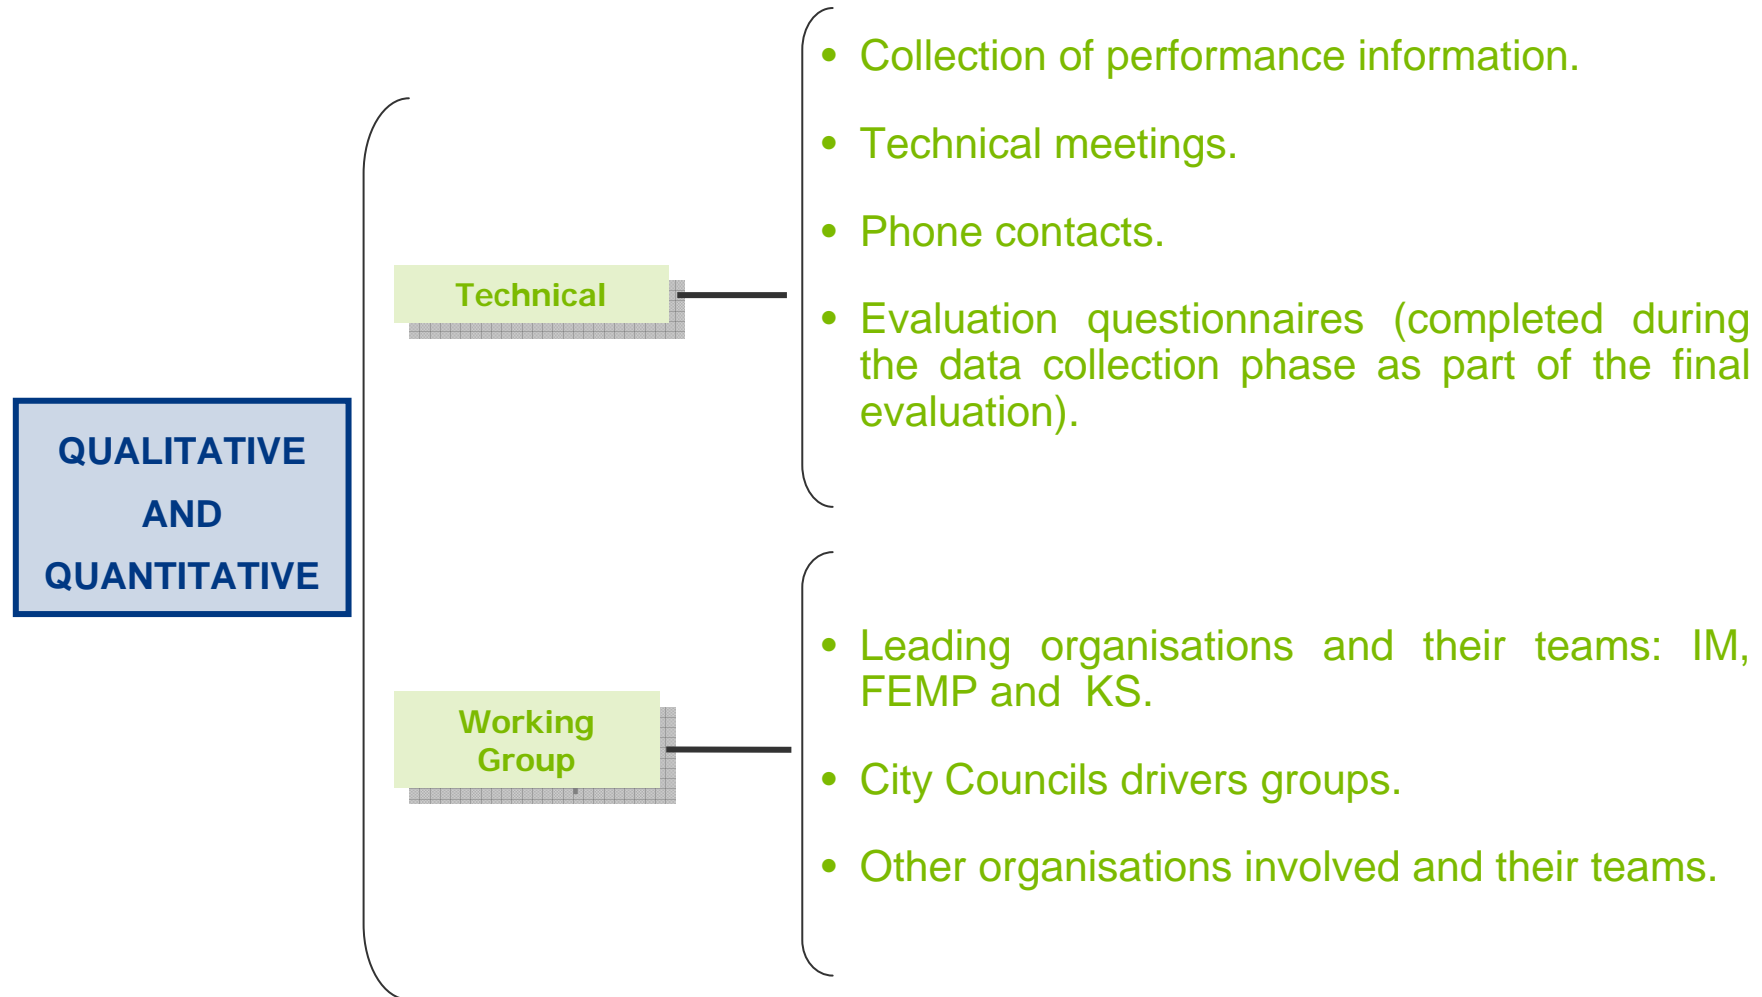 QUALITATIVE
AND
QUANTITATIVE
Technical
• Collection of performance information.
• Technical meetings.
• Phone contacts.
• Evaluation questionnaires (completed during
the data collection phase as part of the final
evaluation).
Working
Group
• Leading organisations and their teams: IM,
FEMP and KS.
• City Councils drivers groups.
• Other organisations involved and their teams.